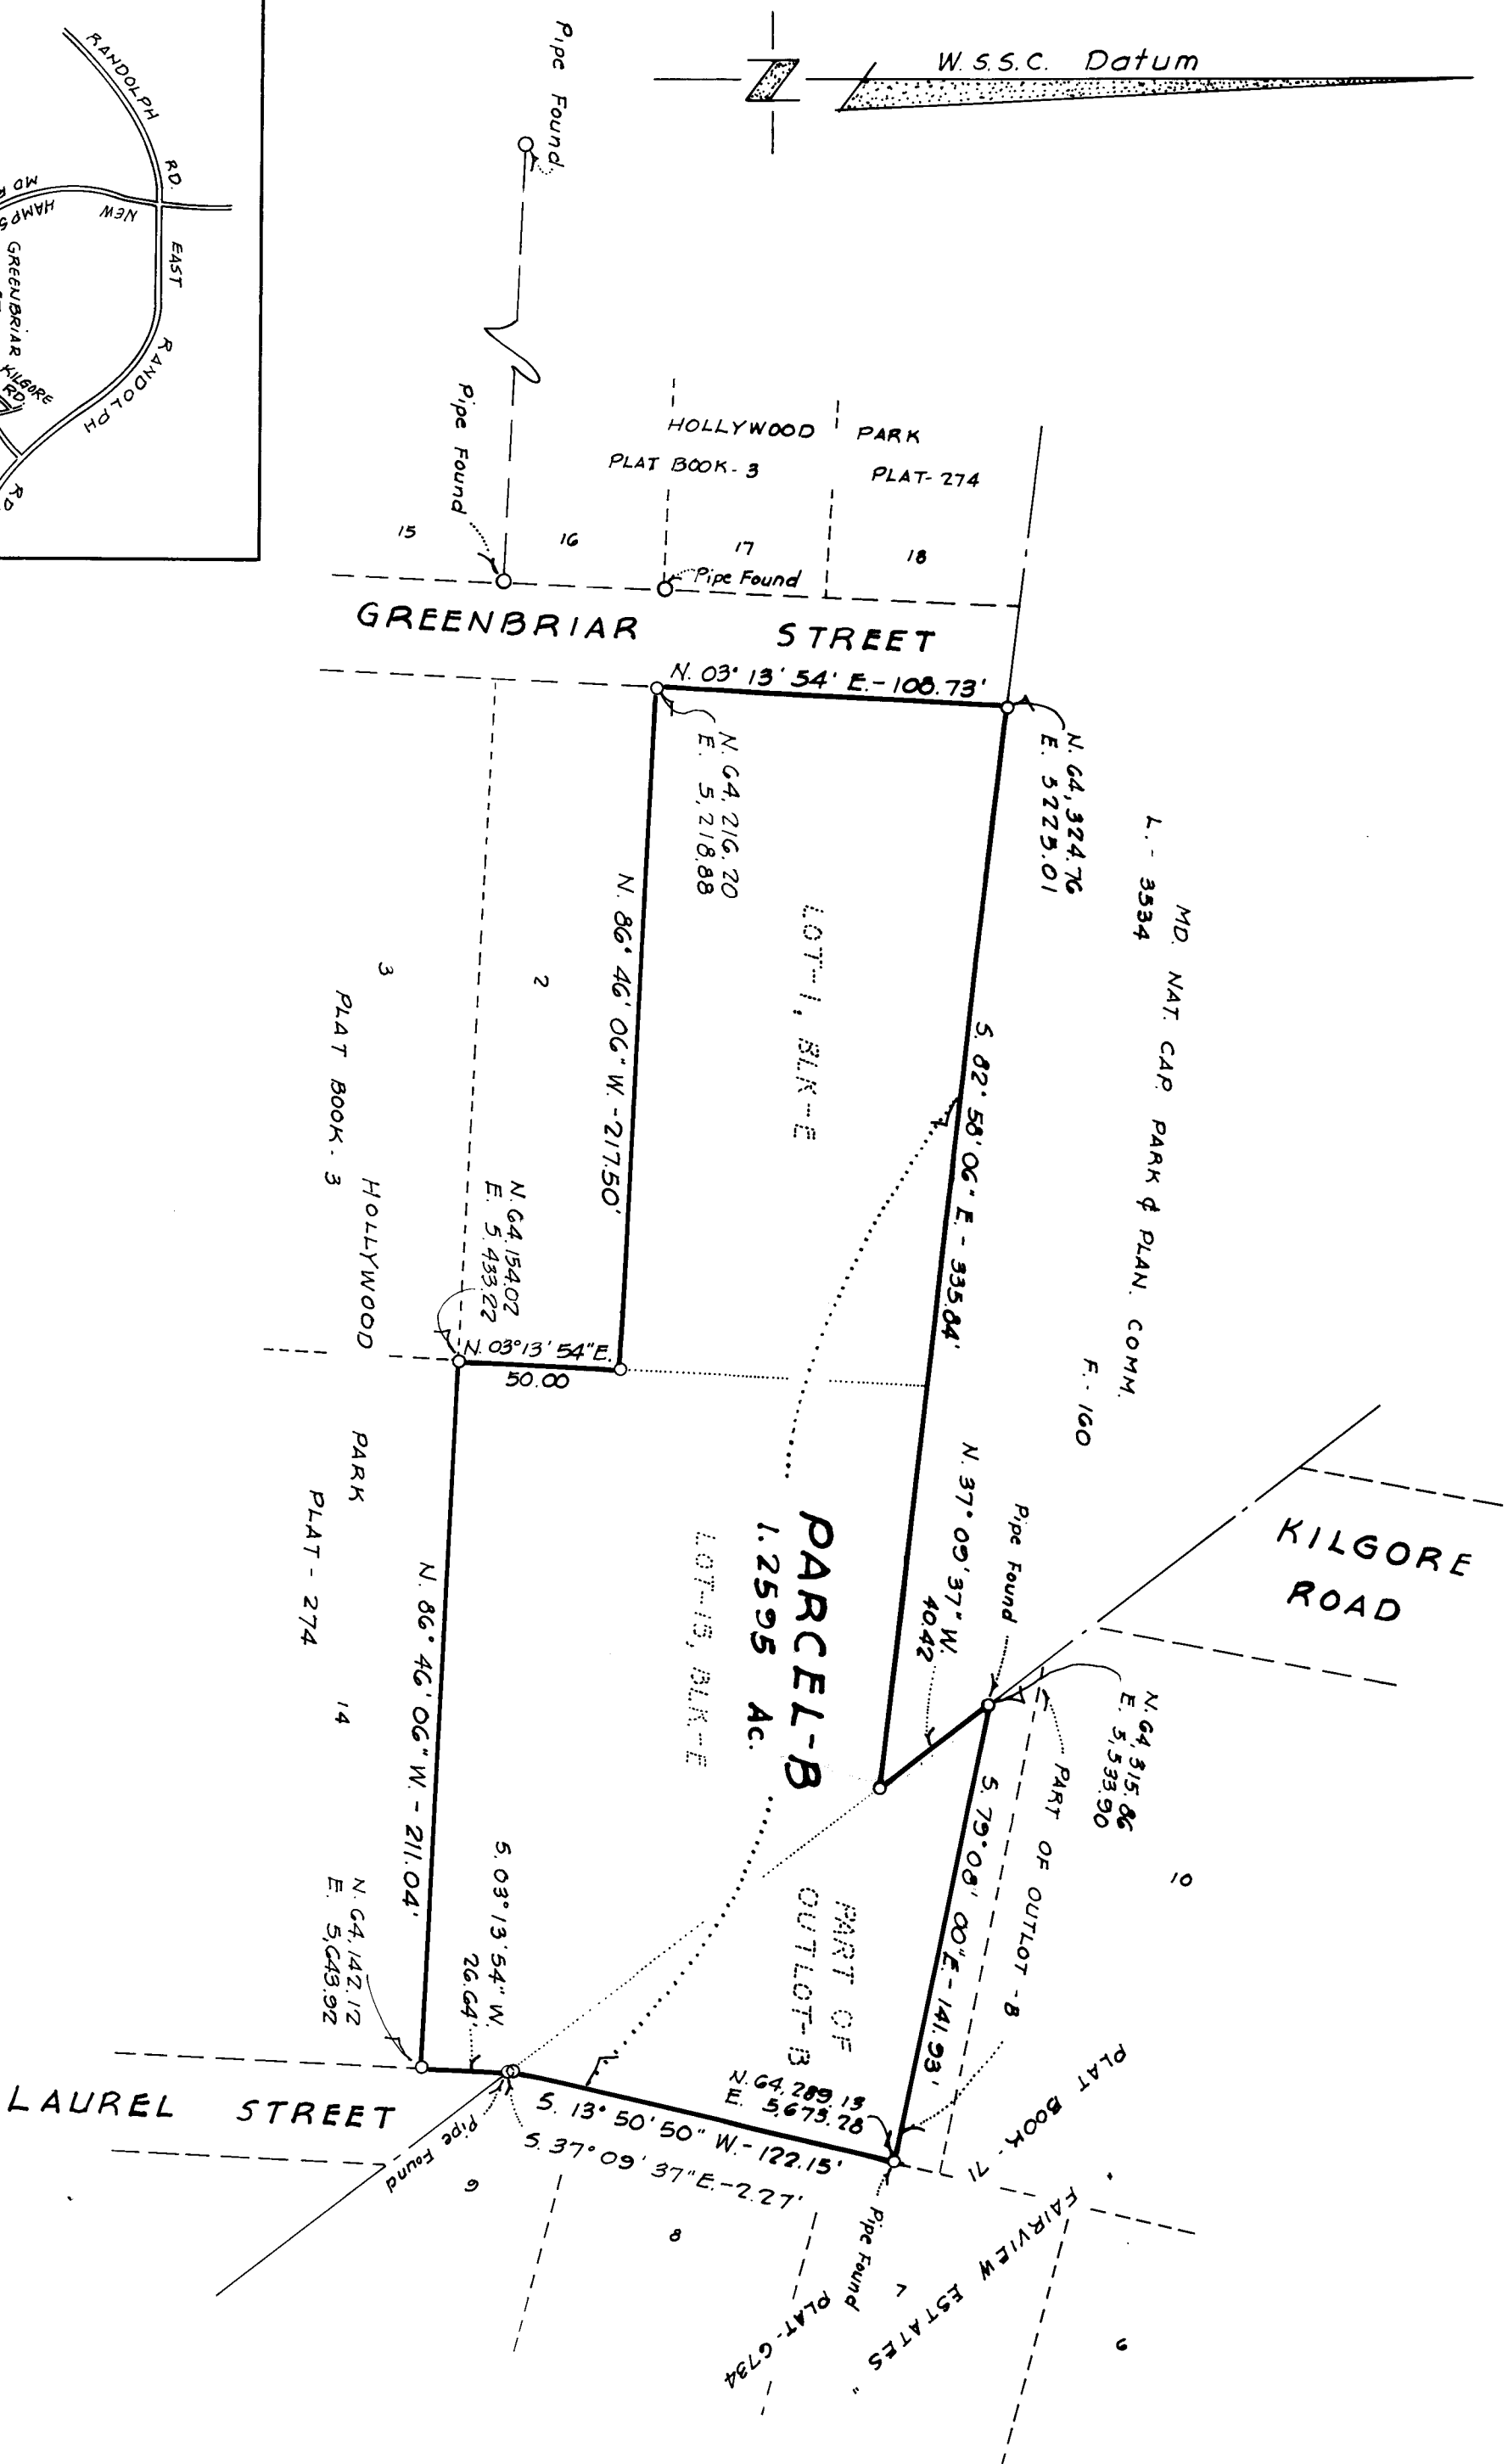 W.S.S.C. Datum
RANDOLPH RD.
NEW
HAMPS
MD
EAST RANDOLPH
RD
GREENBRIAR
KILGORE
RD.
Pipe Found
Pipe Found
HOLLYWOOD PARK
PLAT BOOK-3 PLAT-274
15
16
17
18
Pipe Found
GREENBRIAR STREET
N. 03° 13' 54' E.-108.73'
N. 64,324.76
E. 5225.01
N. 64,216.20
E. 5,218.88
L. - 3534 F. - 160
MD. NAT. CAP. PARK & PLAN. COMM.
S. 82° 58' 06" E. - 335.84'
LOT-1, BLK-E
N. 86° 46' 06" W. -217.50'
2
3
PLAT BOOK - 3
HOLLYWOOD PARK
PLAT - 274
N. 64,154.02
E. 5,433.22
N. 03°13'54"E.
50.00
PARCEL-B
1.2595 Ac.
LOT-13, BLK-E
N. 37° 09' 37" W.
40.42
Pipe Found
KILGORE
ROAD
N. 64,315.86
E. 5,533.90
PART OF OUTLOT - B
S. 79° 08' 00" E. - 141.93'
10
PART OF
OUTLOT-B
N. 86° 46' 06" W. - 211.04'
14
S. 03° 13' 54" W.
26.64'
N. 64,142.12
E. 5,643.92
LAUREL STREET
Pipe Found
N. 64,289.13
E. 5,673.28
S. 13° 50' 50" W.- 122.15'
S. 37° 09' 37"E.-2.27'
Pipe Found
6
8
7
9
PLAT BOOK - 71
FAIRVIEW ESTATES "
PLAT-6734